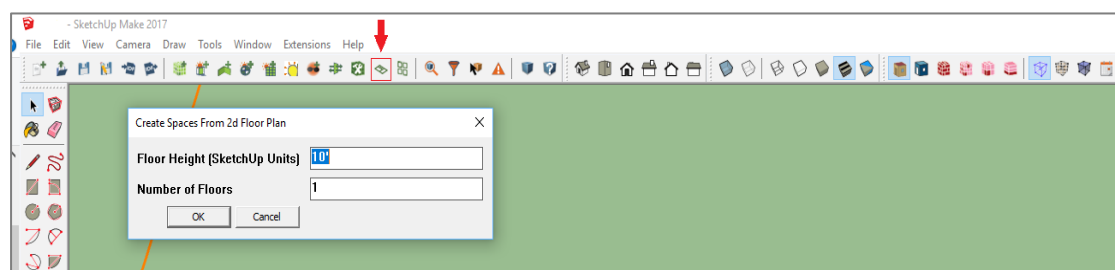 - SketchUp Make 2017
File Edit View Camera Draw Tools Window Extensions Help
Create Spaces From 2d Floor Plan
Floor Height (SketchUp Units) 10'
Number of Floors 1
OK Cancel